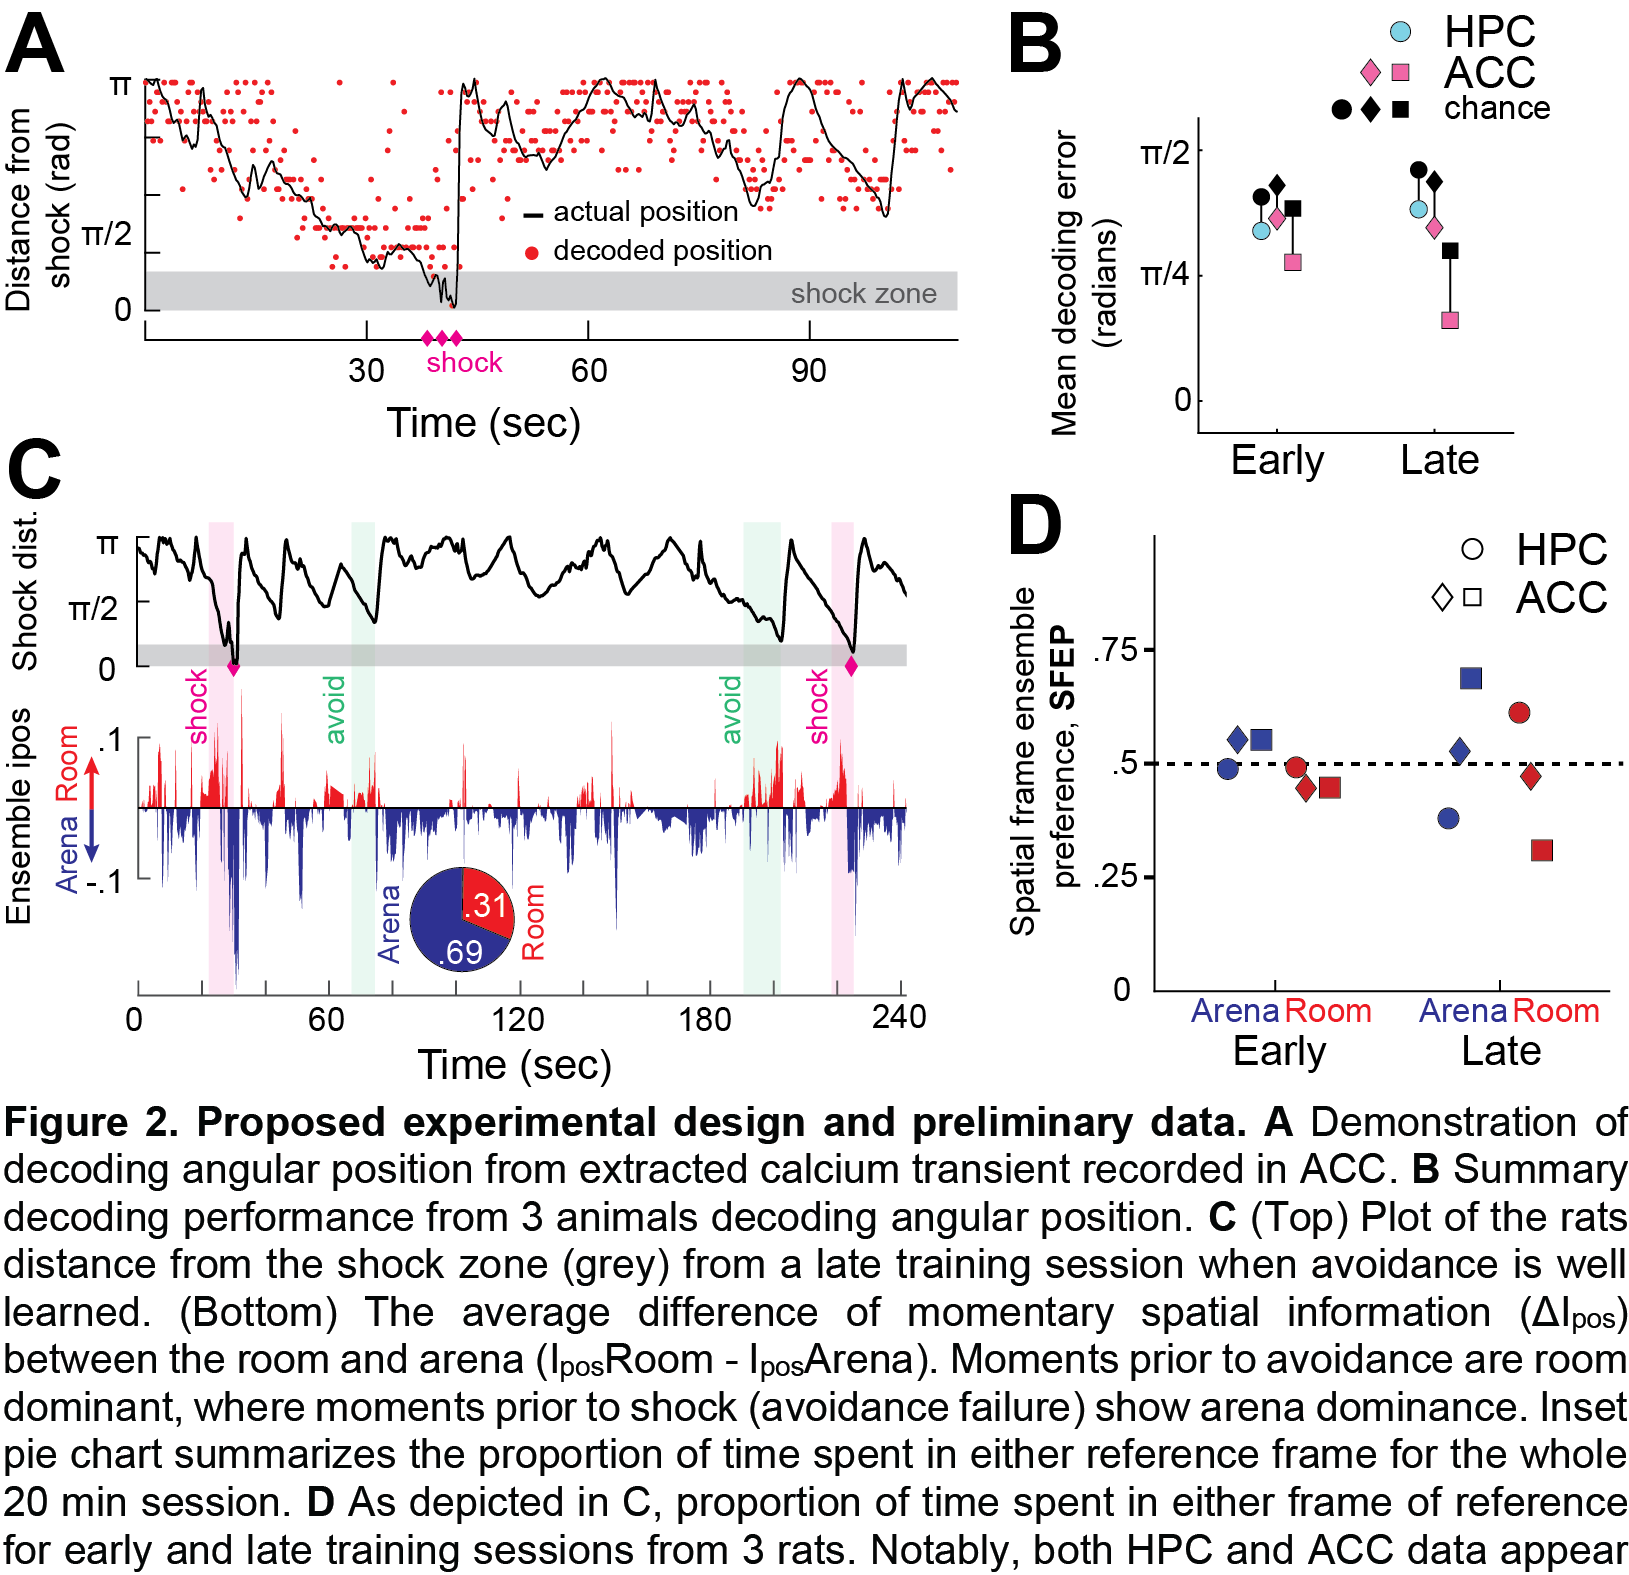 A
π
π/2
0
Distance from
shock (rad)
actual position
decoded position
shock zone
shock
30
60
90
Time (sec)
B
HPC
ACC
chance
π/2
π/4
0
Mean decoding error
(radians)
Early
Late
C
Shock dist.
π
π/2
0
shock
avoid
avoid
shock
Ensemble ipos
Arena
Room
.1
-.1
Arena
.31
.69
Room
0
60
120
180
240
Time (sec)
D
HPC
ACC
Spatial frame ensemble
preference, SFEP
.75
.5
.25
0
Arena Room
Arena Room
Early
Late
Figure 2. Proposed experimental design and preliminary data. A Demonstration of
decoding angular position from extracted calcium transient recorded in ACC. B Summary
decoding performance from 3 animals decoding angular position. C (Top) Plot of the rats
distance from the shock zone (grey) from a late training session when avoidance is well
learned. (Bottom) The average difference of momentary spatial information (ΔIpos)
between the room and arena (IposRoom - IposArena). Moments prior to avoidance are room
dominant, where moments prior to shock (avoidance failure) show arena dominance. Inset
pie chart summarizes the proportion of time spent in either reference frame for the whole
20 min session. D As depicted in C, proportion of time spent in either frame of reference
for early and late training sessions from 3 rats. Notably, both HPC and ACC data appear